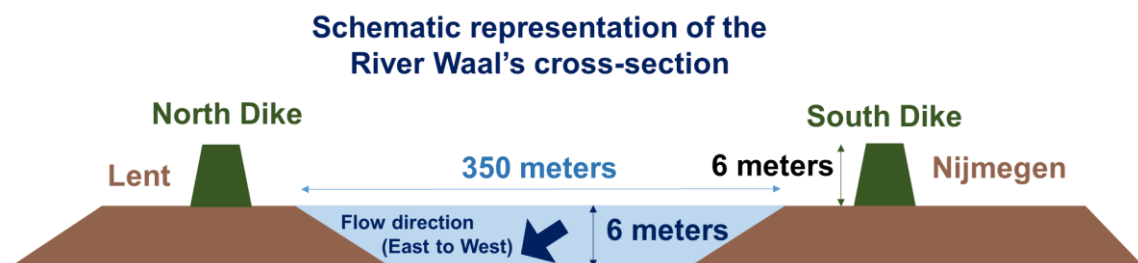 Schematic representation of the
River Waal's cross-section
North Dike
South Dike
Lent
350 meters
6 meters
Nijmegen
Flow direction
(East to West)
6 meters